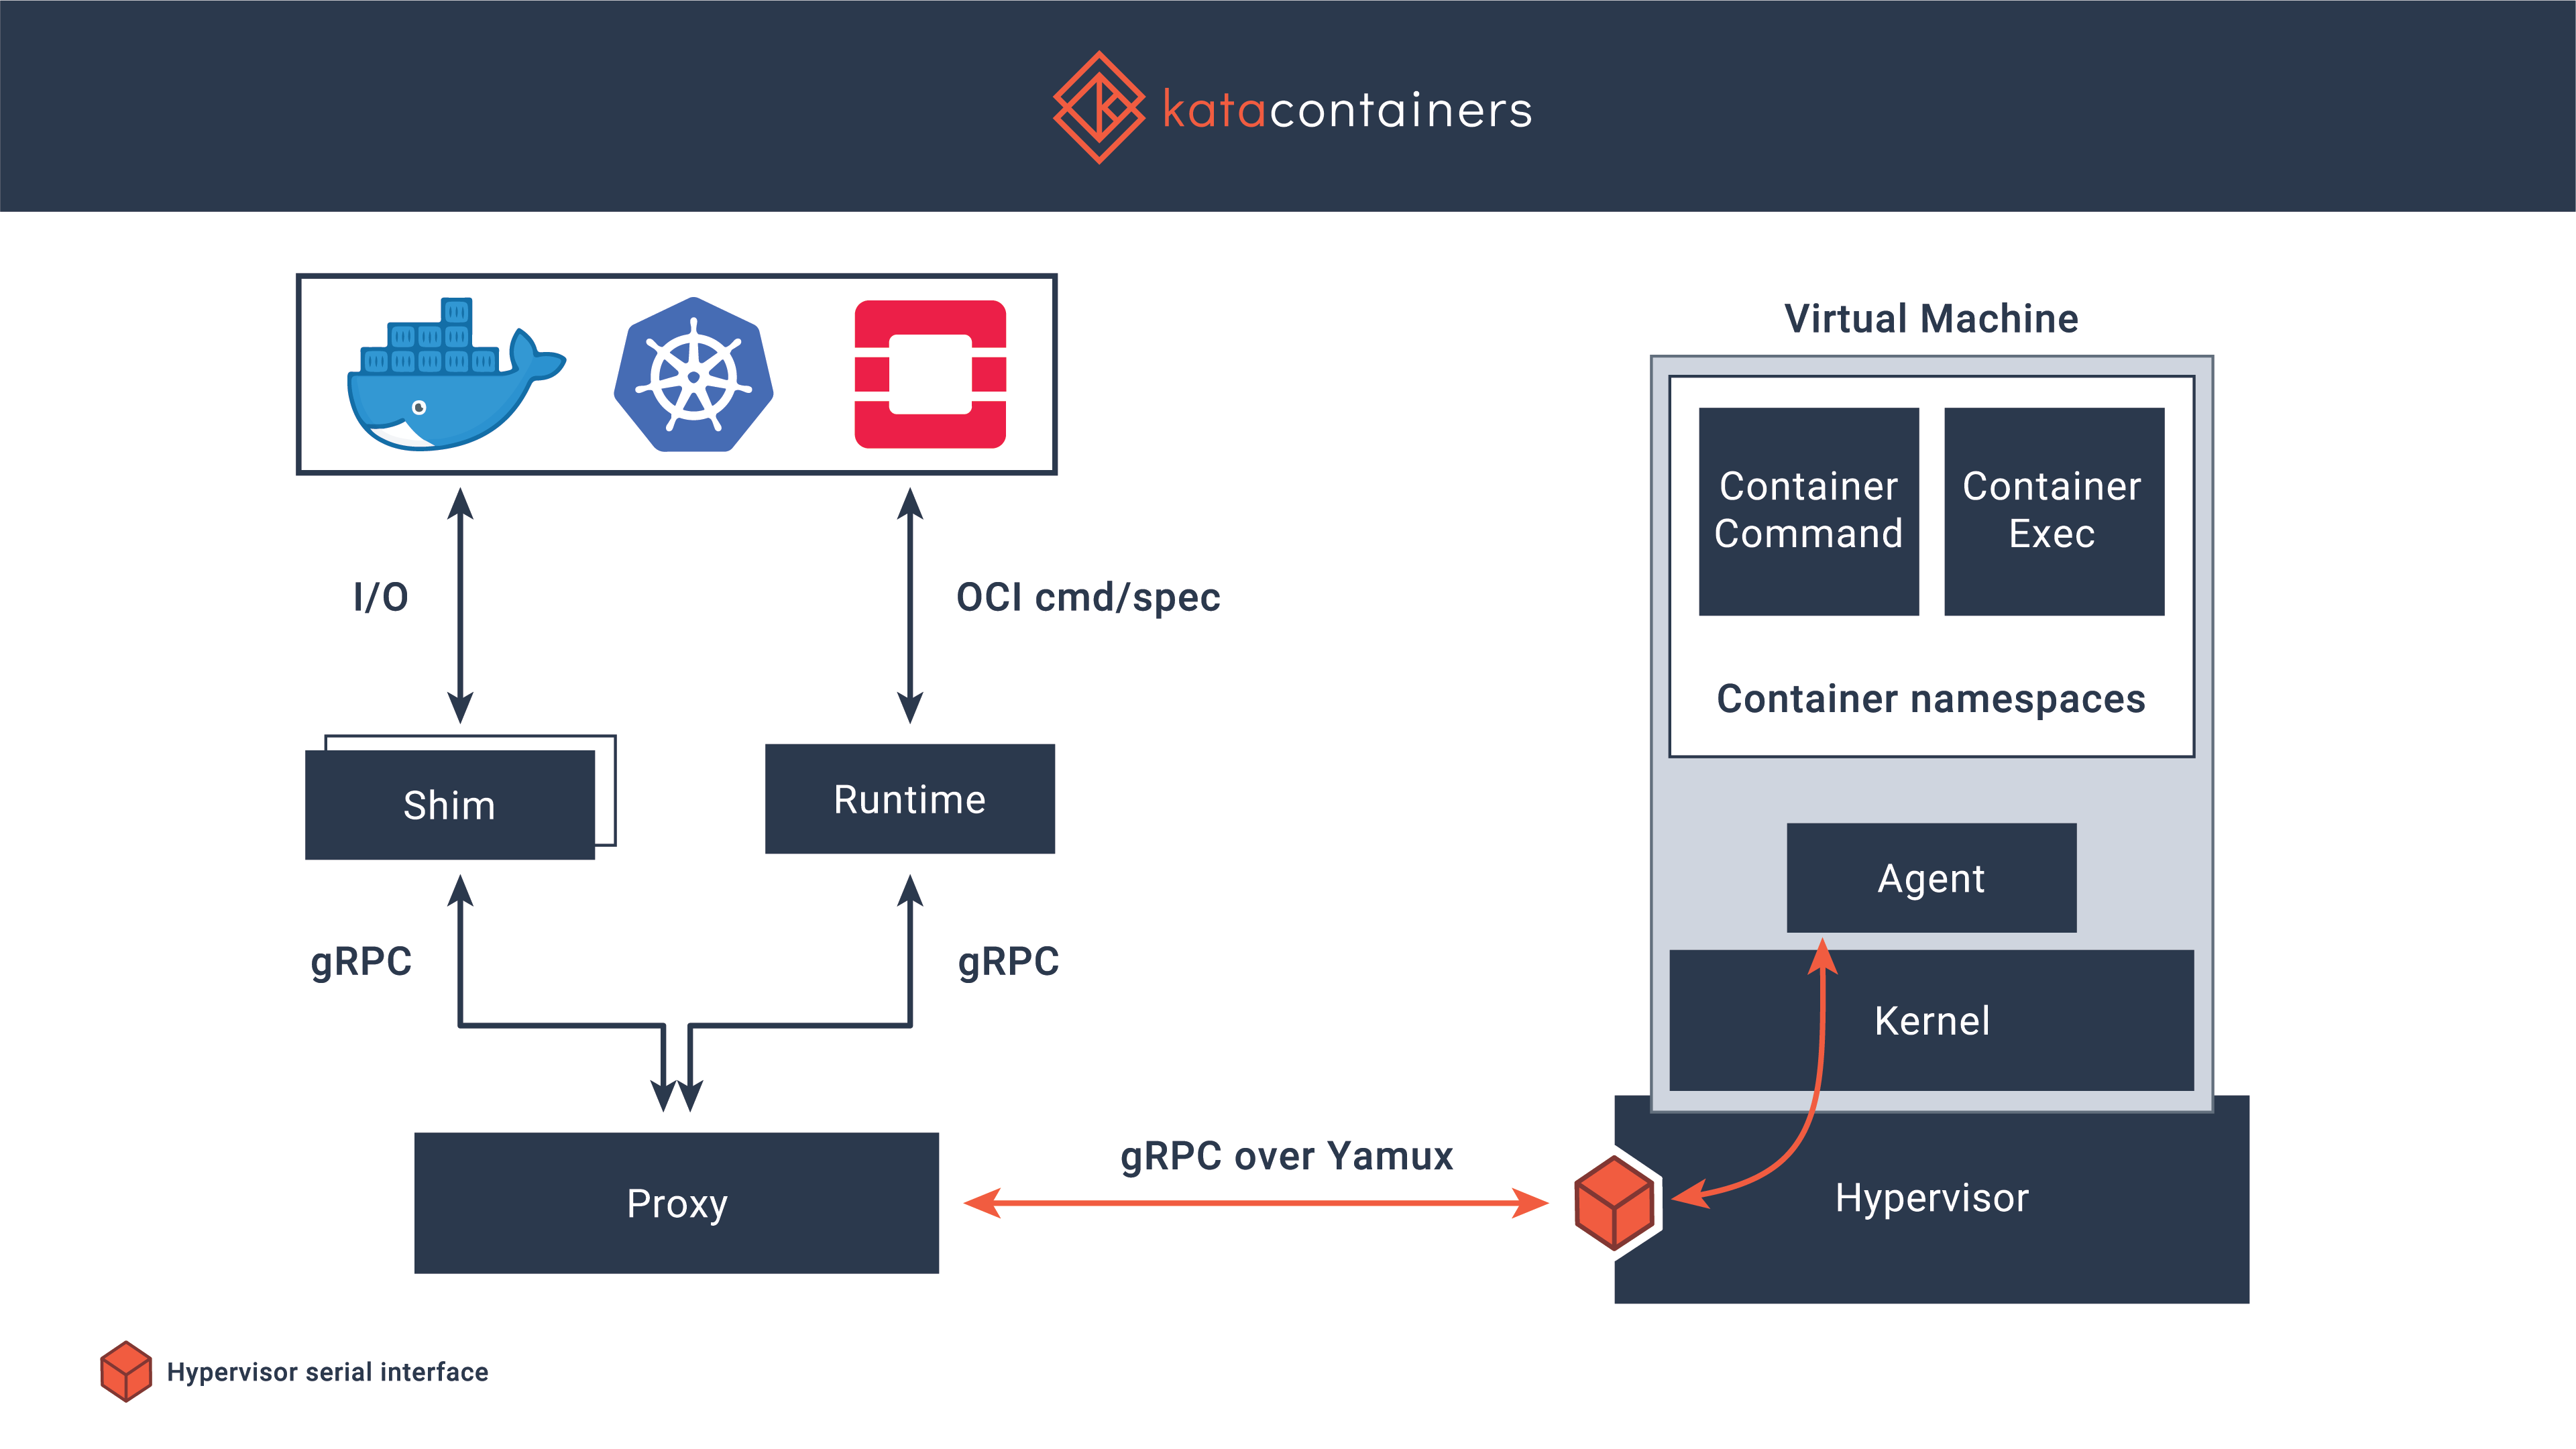 katacontainers
I/O
OCI cmd/spec
Shim
Runtime
gRPC
gRPC
Proxy
gRPC over Yamux
Virtual Machine
Container
Command
Container
Exec
Container namespaces
Agent
Kernel
Hypervisor
Hypervisor serial interface